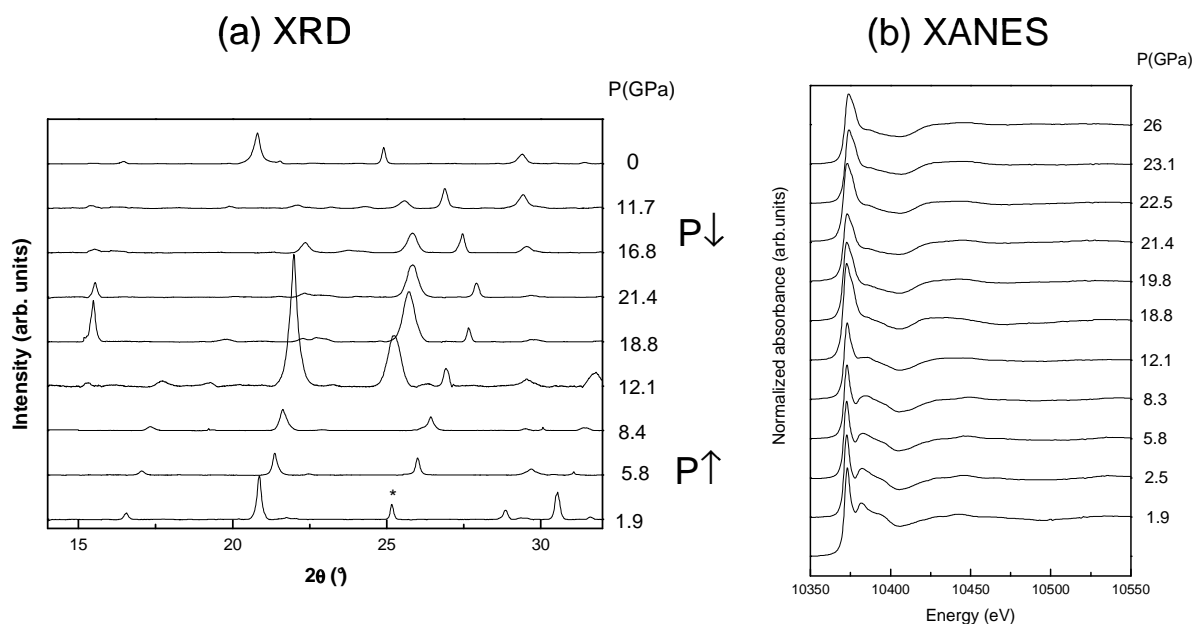 (a) XRD
P(GPa)
0
11.7
16.8
21.4
18.8
12.1
8.4
5.8
1.9
P↓
P↑
*
Intensity (arb. units)
15 20 25 30
2θ (°)
(b) XANES
P(GPa)
26
23.1
22.5
21.4
19.8
18.8
12.1
8.3
5.8
2.5
1.9
Normalized absorbance (arb.units)
10350 10400 10450 10500 10550
Energy (eV)